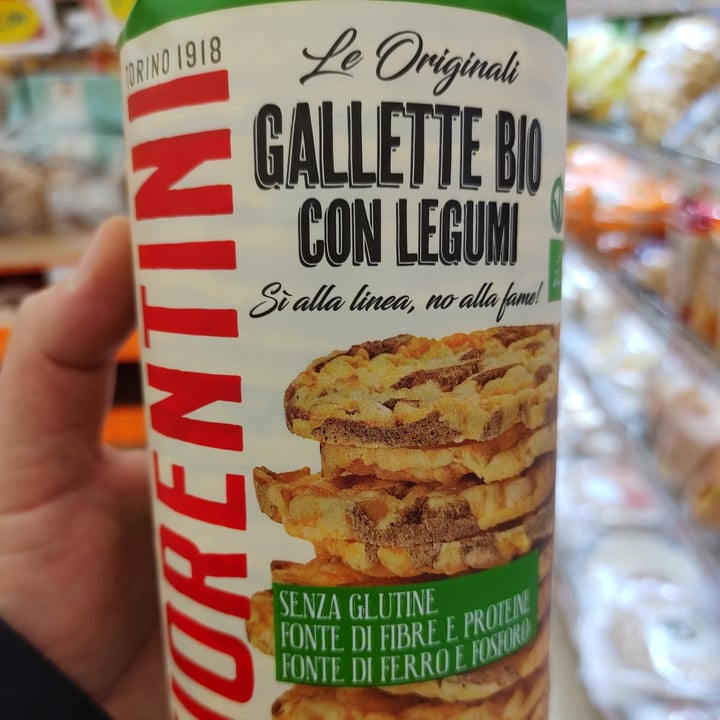 TORINO 1918
Le Originali
GALLETTE BIO
CON LEGUMI
Sì alla linea, no alla fame!
SENZA GLUTINE
FONTE DI FIBRE E PROTEINE
FONTE DI FERRO E FOSFORO
IORENTINI